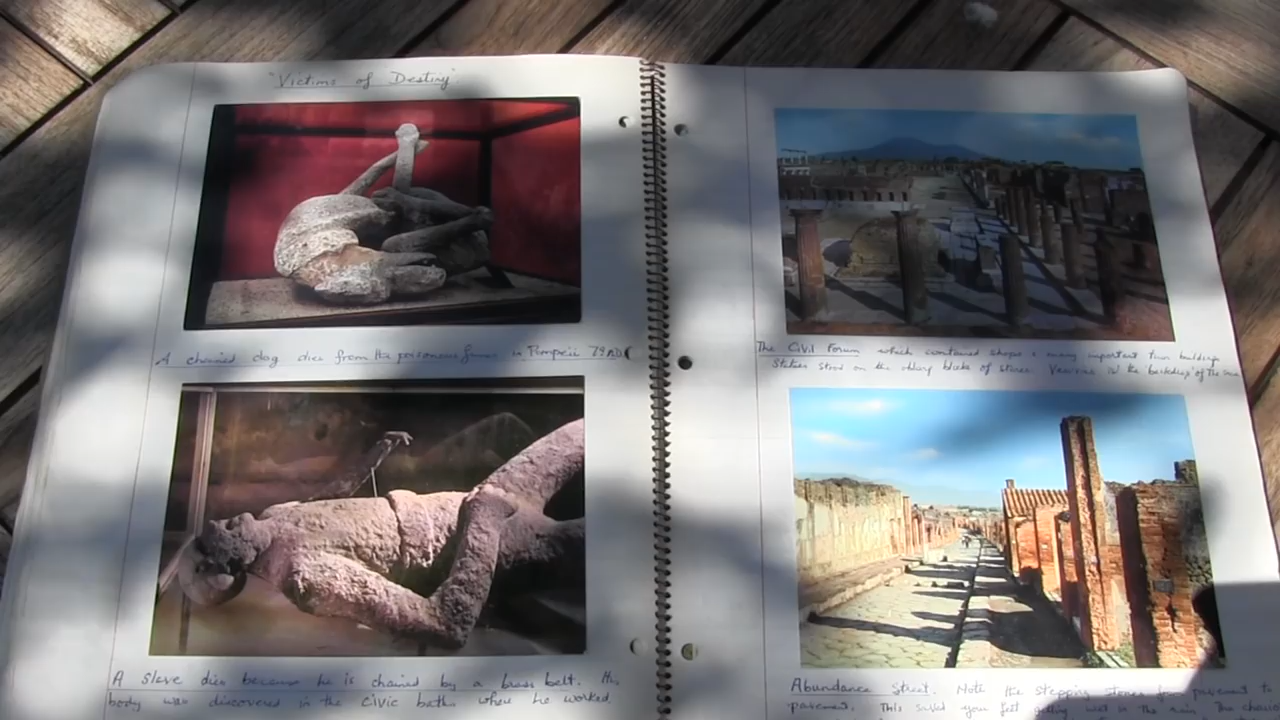 "Victims of Destiny".
A chained dog dies from the poisonous fumes in Pompeii 79 A.D.
A slave dies because he is chained by a brass belt. His
body was discovered in the Civic baths where he worked.
The Civil Forum which contained shops & many important town buildings
Statues stood on the oblong blocks of stones. Vesuvius is the 'backdrop' of the
Abundance Street. Note the stepping stones from pavement to
pavement. This saved your feet getting wet in the rain. The